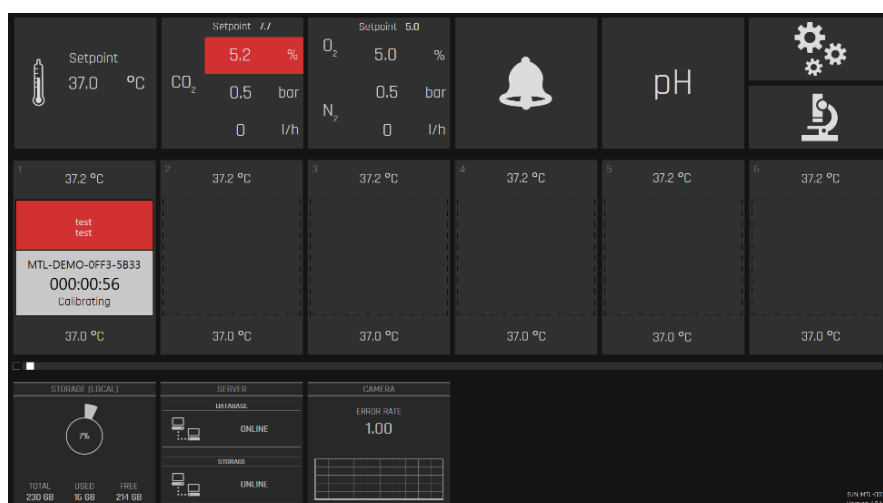 Setpoint
37.0 °C
Setpoint 7.7
CO2
5.2 %
0.5 bar
0 l/h
Setpoint 5.0
O2
5.0 %
0.5 bar
N2
0 l/h
pH
1
37.2 °C
test
test
MTL-DEMO-0FF3-5B33
000:00:56
Calibrating
37.0 °C
2
37.2 °C
37.0 °C
3
37.2 °C
37.0 °C
4
37.2 °C
37.0 °C
5
37.2 °C
37.0 °C
6
37.2 °C
37.0 °C
STORAGE (LOCAL)
7%
TOTAL USED FREE
230 GB 16 GB 214 GB
SERVER
DATABASE
ONLINE
STORAGE
ONLINE
CAMERA
ERROR RATE
1.00
S/N MTL-00